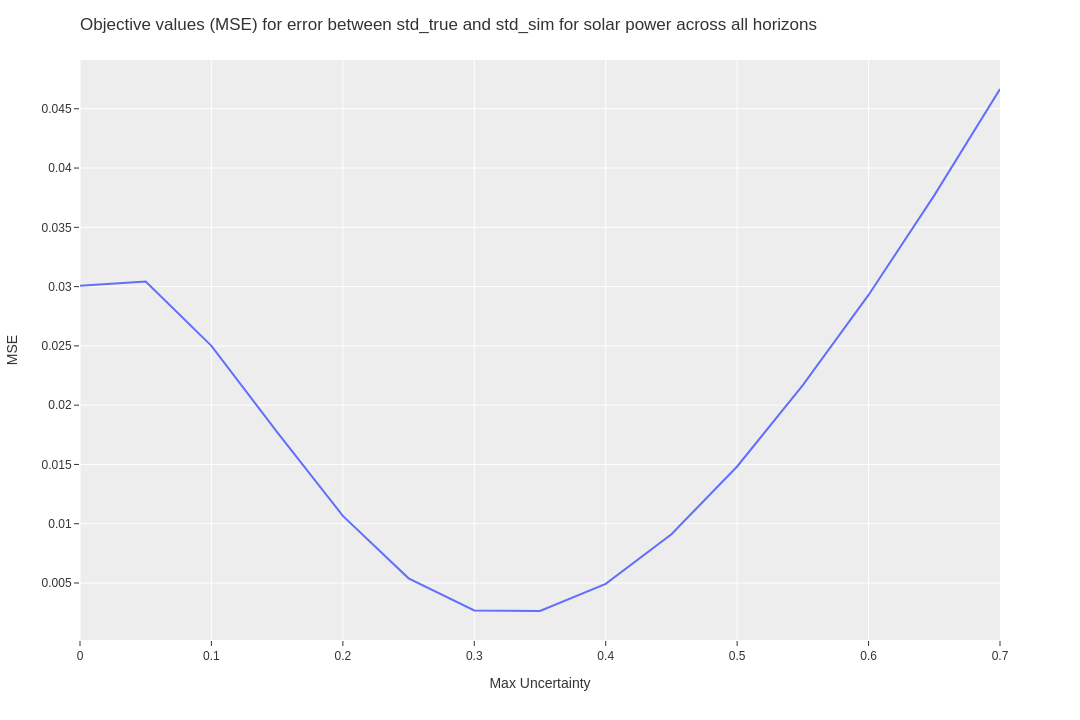 Objective values (MSE) for error between std_true and std_sim for solar power across all horizons
MSE
0.045
0.04
0.035
0.03
0.025
0.02
0.015
0.01
0.005
0 0.1 0.2 0.3 0.4 0.5 0.6 0.7
Max Uncertainty